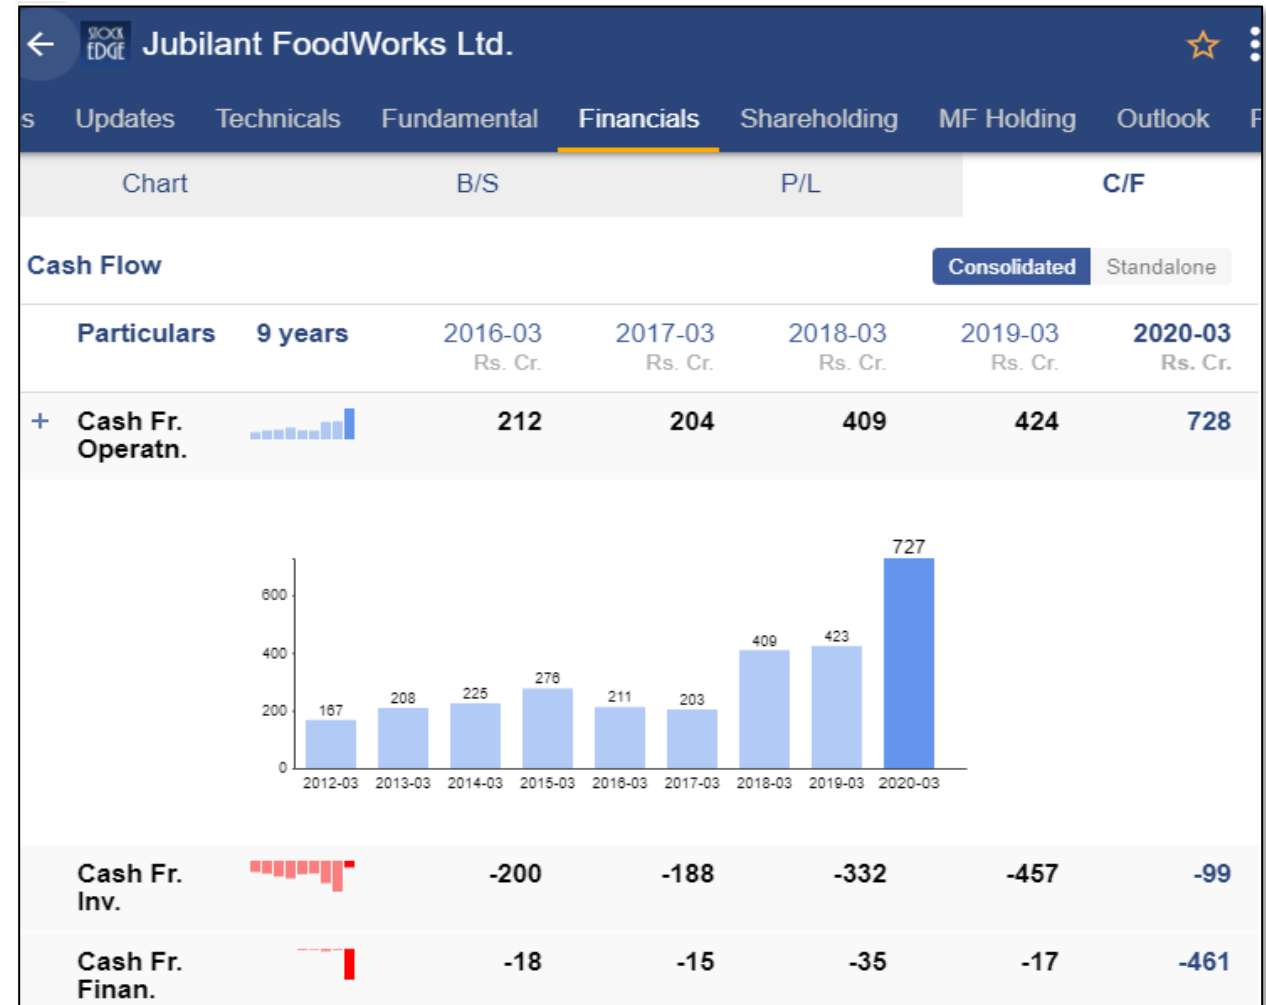 STOCK EDGE Jubilant FoodWorks Ltd.
s Updates Technicals Fundamental Financials Shareholding MF Holding Outlook F
Chart B/S P/L C/F
Cash Flow Consolidated Standalone
Particulars 9 years 2016-03 2017-03 2018-03 2019-03 2020-03
Rs. Cr. Rs. Cr. Rs. Cr. Rs. Cr. Rs. Cr.
+ Cash Fr. 212 204 409 424 728
Operatn.
727
600
409 423
400
276
167 208 225 211 203
200
0
2012-03 2013-03 2014-03 2015-03 2016-03 2017-03 2018-03 2019-03 2020-03
Cash Fr. -200 -188 -332 -457 -99
Inv.
Cash Fr. -18 -15 -35 -17 -461
Finan.